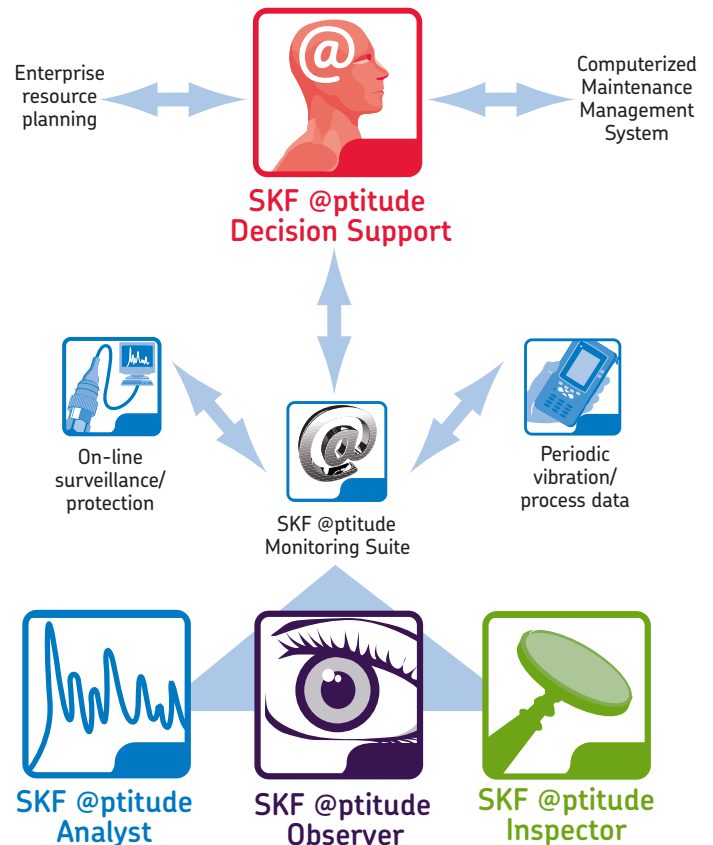 Enterprise
resource
planning
@
Computerized
Maintenance
Management
System
SKF @ptitude
Decision Support
On-line
surveillance/
protection
@
SKF @ptitude
Monitoring Suite
Periodic
vibration/
process data
SKF @ptitude
Analyst
SKF @ptitude
Observer
SKF @ptitude
Inspector